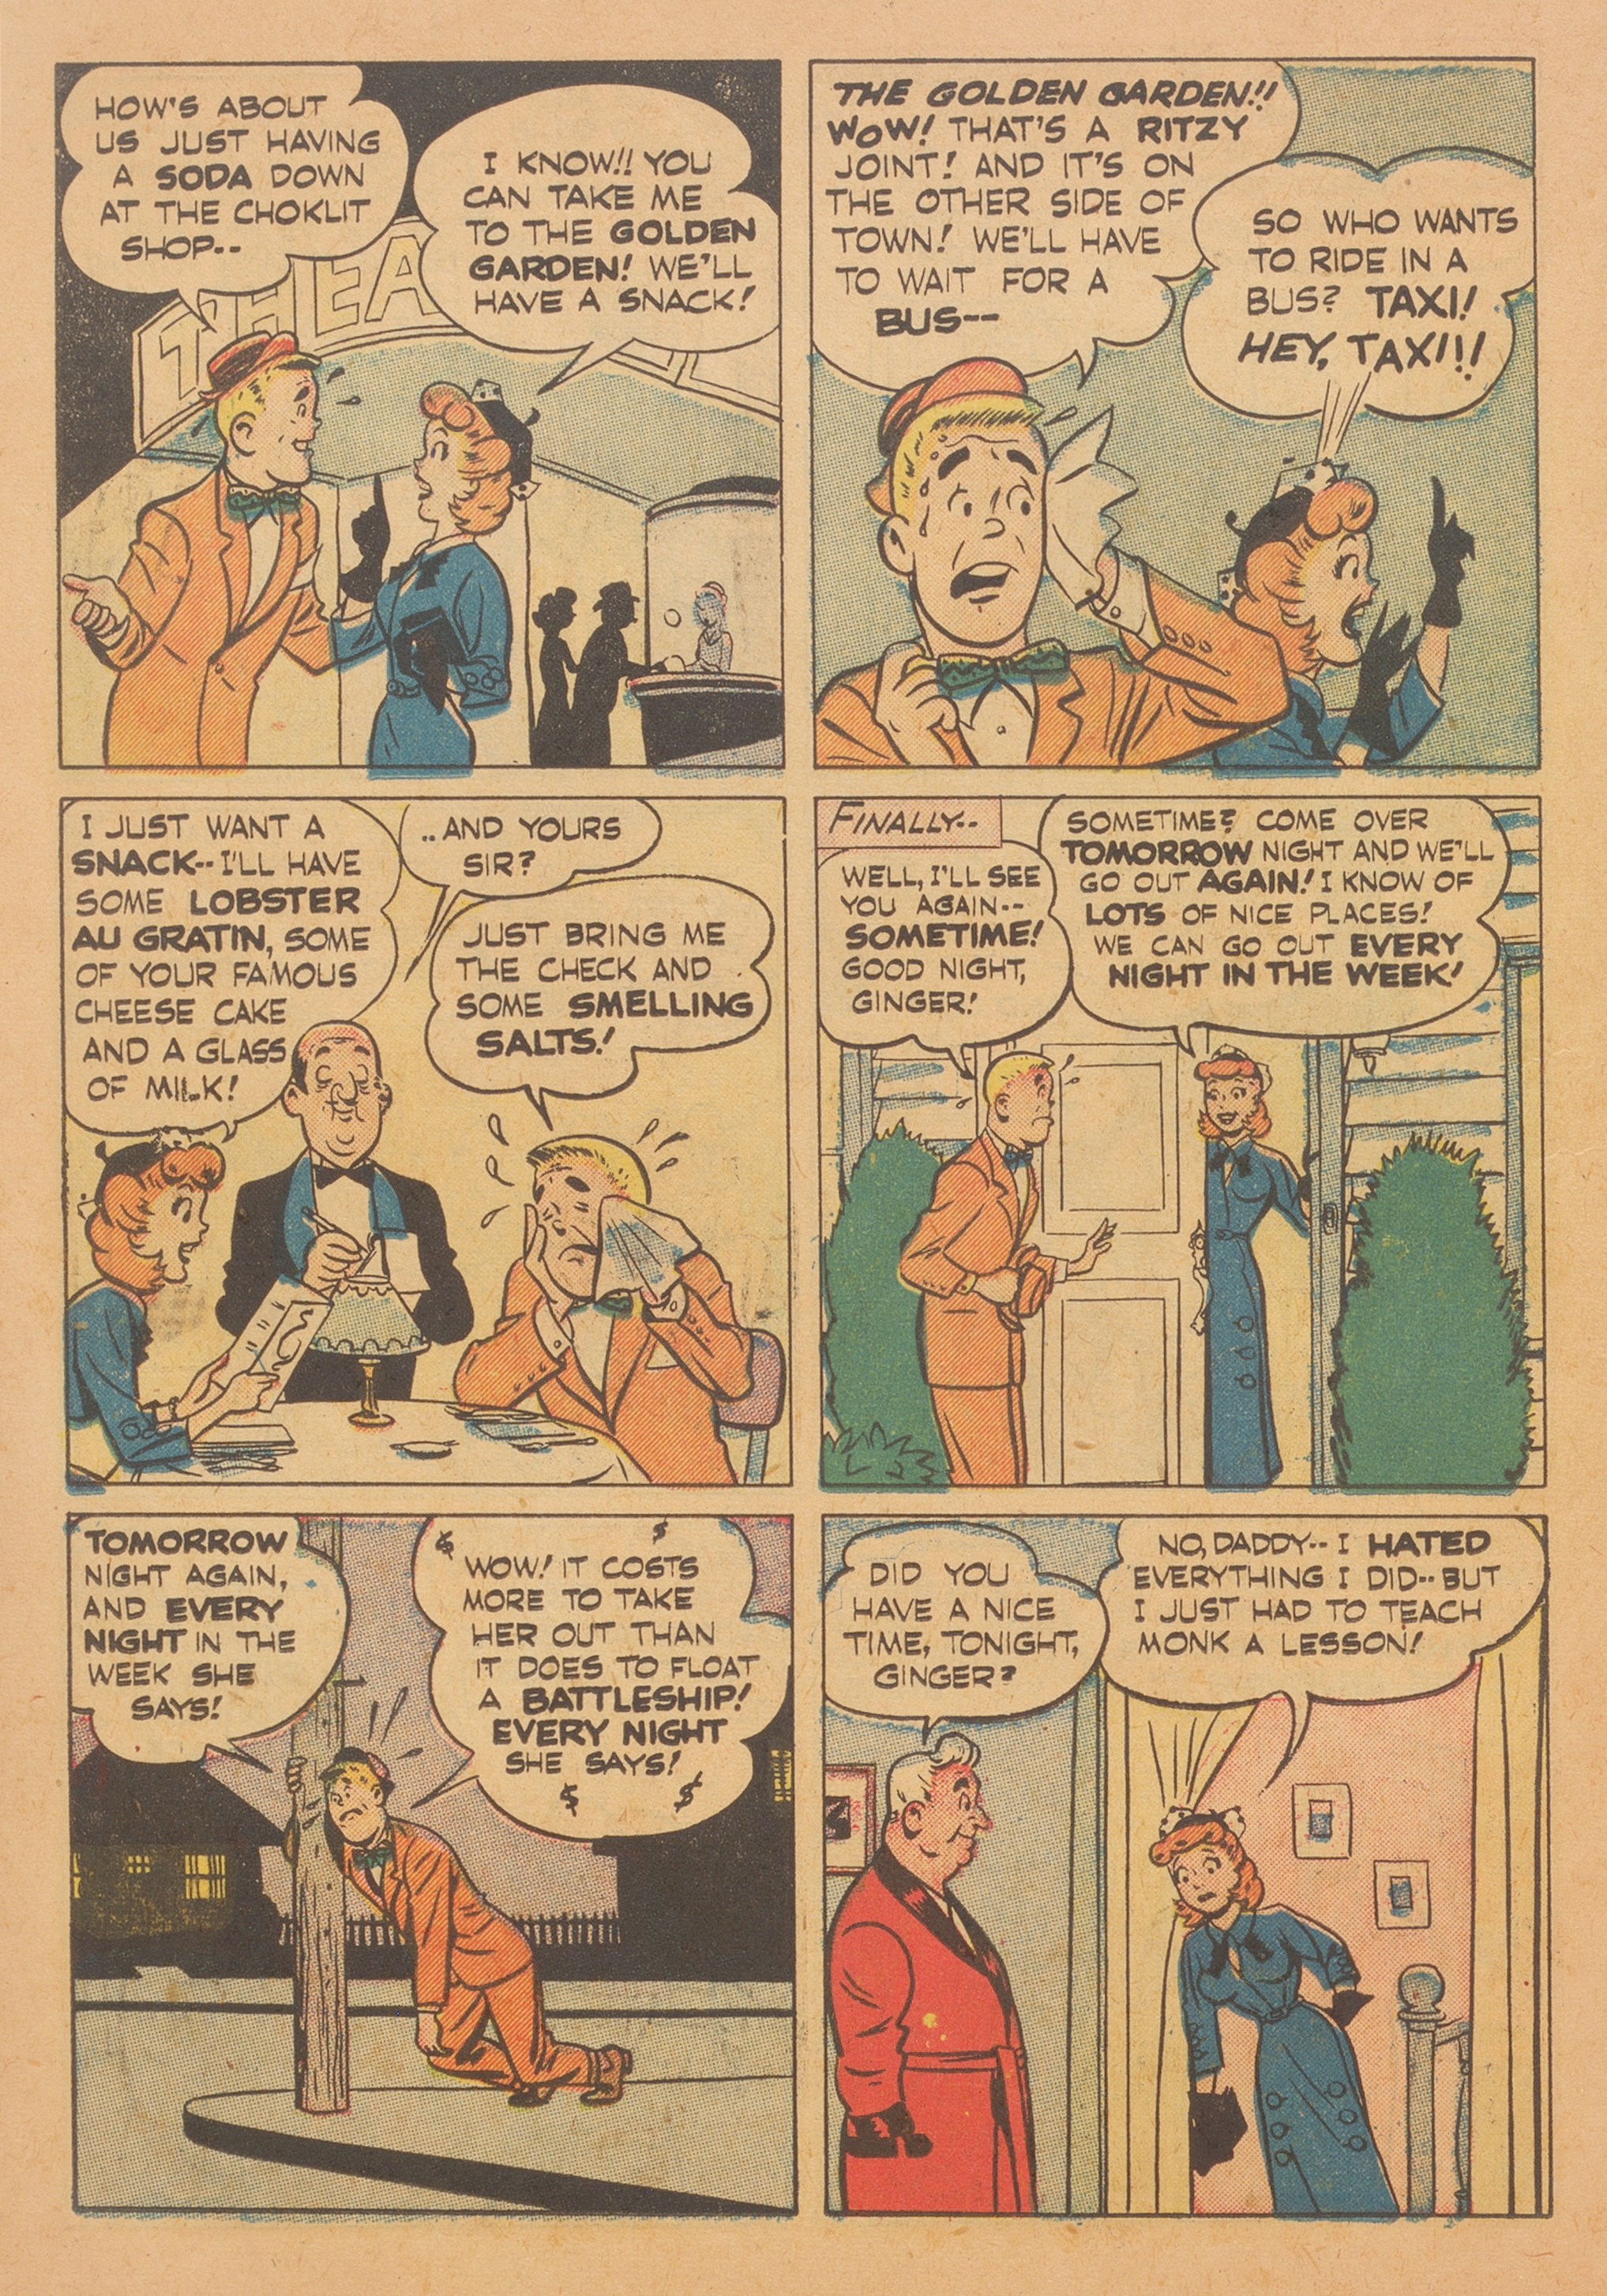 HOW'S ABOUT
US JUST HAVING
A SODA DOWN
AT THE CHOKLIT
SHOP--
I KNOW!! YOU
CAN TAKE ME
TO THE GOLDEN
GARDEN! WE'LL
HAVE A SNACK!
THEA
THE GOLDEN GARDEN!!
WOW! THAT'S A RITZY
JOINT! AND IT'S ON
THE OTHER SIDE OF
TOWN! WE'LL HAVE
TO WAIT FOR A
BUS--
SO WHO WANTS
TO RIDE IN A
BUS? TAXI!
HEY, TAXI!!
I JUST WANT A
SNACK-- I'LL HAVE
SOME LOBSTER
AU GRATIN, SOME
OF YOUR FAMOUS
CHEESE CAKE
AND A GLASS
OF MILK!
..AND YOURS
SIR?
JUST BRING ME
THE CHECK AND
SOME SMELLING
SALTS!
FINALLY--
WELL, I'LL SEE
YOU AGAIN--
SOMETIME!
GOOD NIGHT,
GINGER!
SOMETIME? COME OVER
TOMORROW NIGHT AND WE'LL
GO OUT AGAIN! I KNOW OF
LOTS OF NICE PLACES!
WE CAN GO OUT EVERY
NIGHT IN THE WEEK!
TOMORROW
NIGHT AGAIN,
AND EVERY
NIGHT IN THE
WEEK SHE
SAYS!
$ $
WOW! IT COSTS
MORE TO TAKE
HER OUT THAN
IT DOES TO FLOAT
A BATTLESHIP!
EVERY NIGHT
SHE SAYS!
$ $
DID YOU
HAVE A NICE
TIME, TONIGHT,
GINGER?
NO, DADDY-- I HATED
EVERYTHING I DID-- BUT
I JUST HAD TO TEACH
MONK A LESSON!